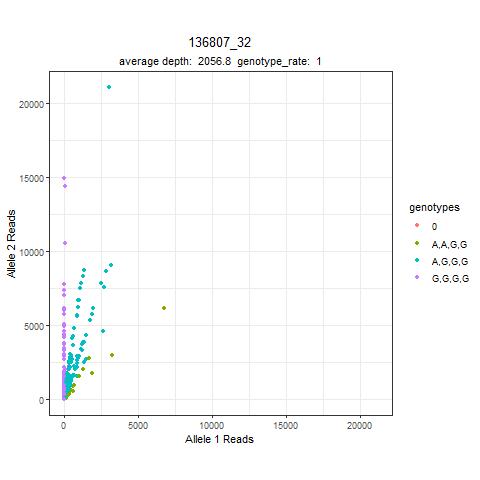 136807_32
average depth:  2056.8  genotype_rate:  1
Allele 2 Reads
20000
15000
10000
5000
0
0
5000
10000
15000
20000
Allele 1 Reads
genotypes
0
A,A,G,G
A,G,G,G
G,G,G,G